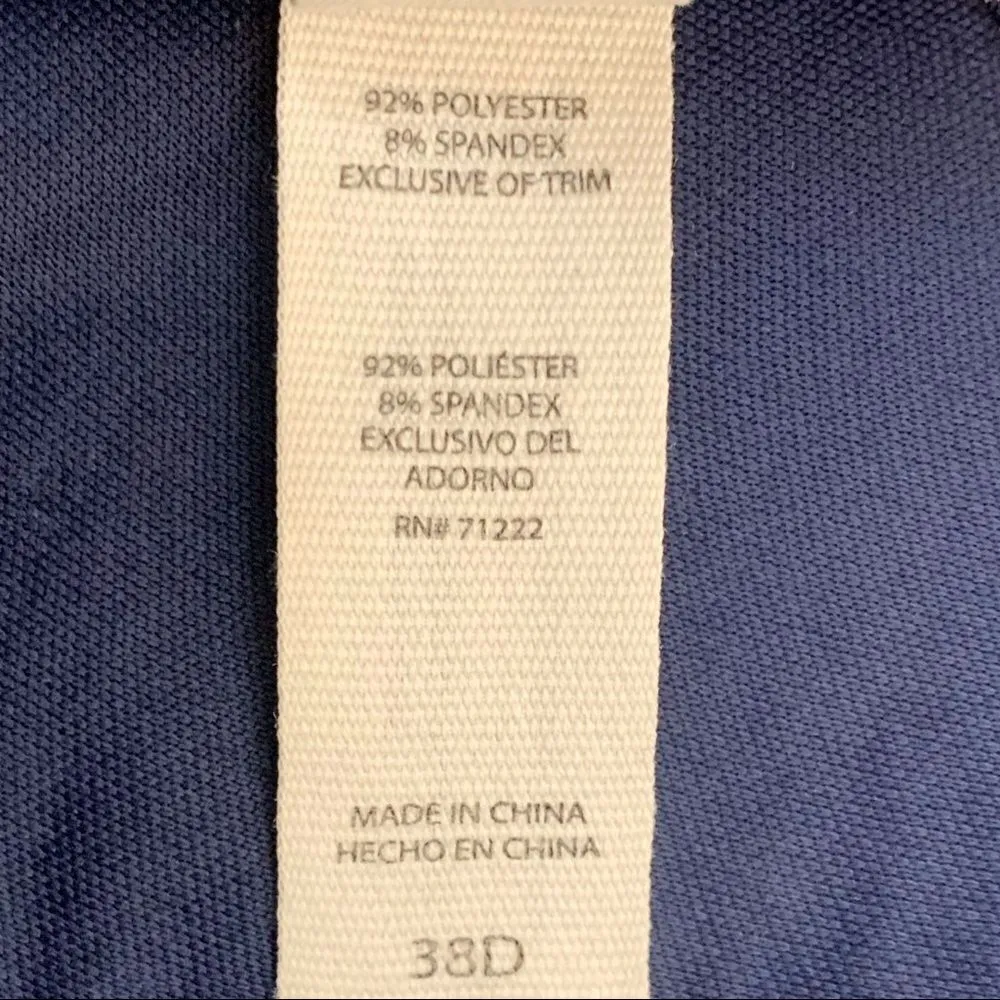 92% POLYESTER
8% SPANDEX
EXCLUSIVE OF TRIM
92% POLIÉSTER
8% SPANDEX
EXCLUSIVO DEL
ADORNO
RN# 71222
MADE IN CHINA
HECHO EN CHINA
38D